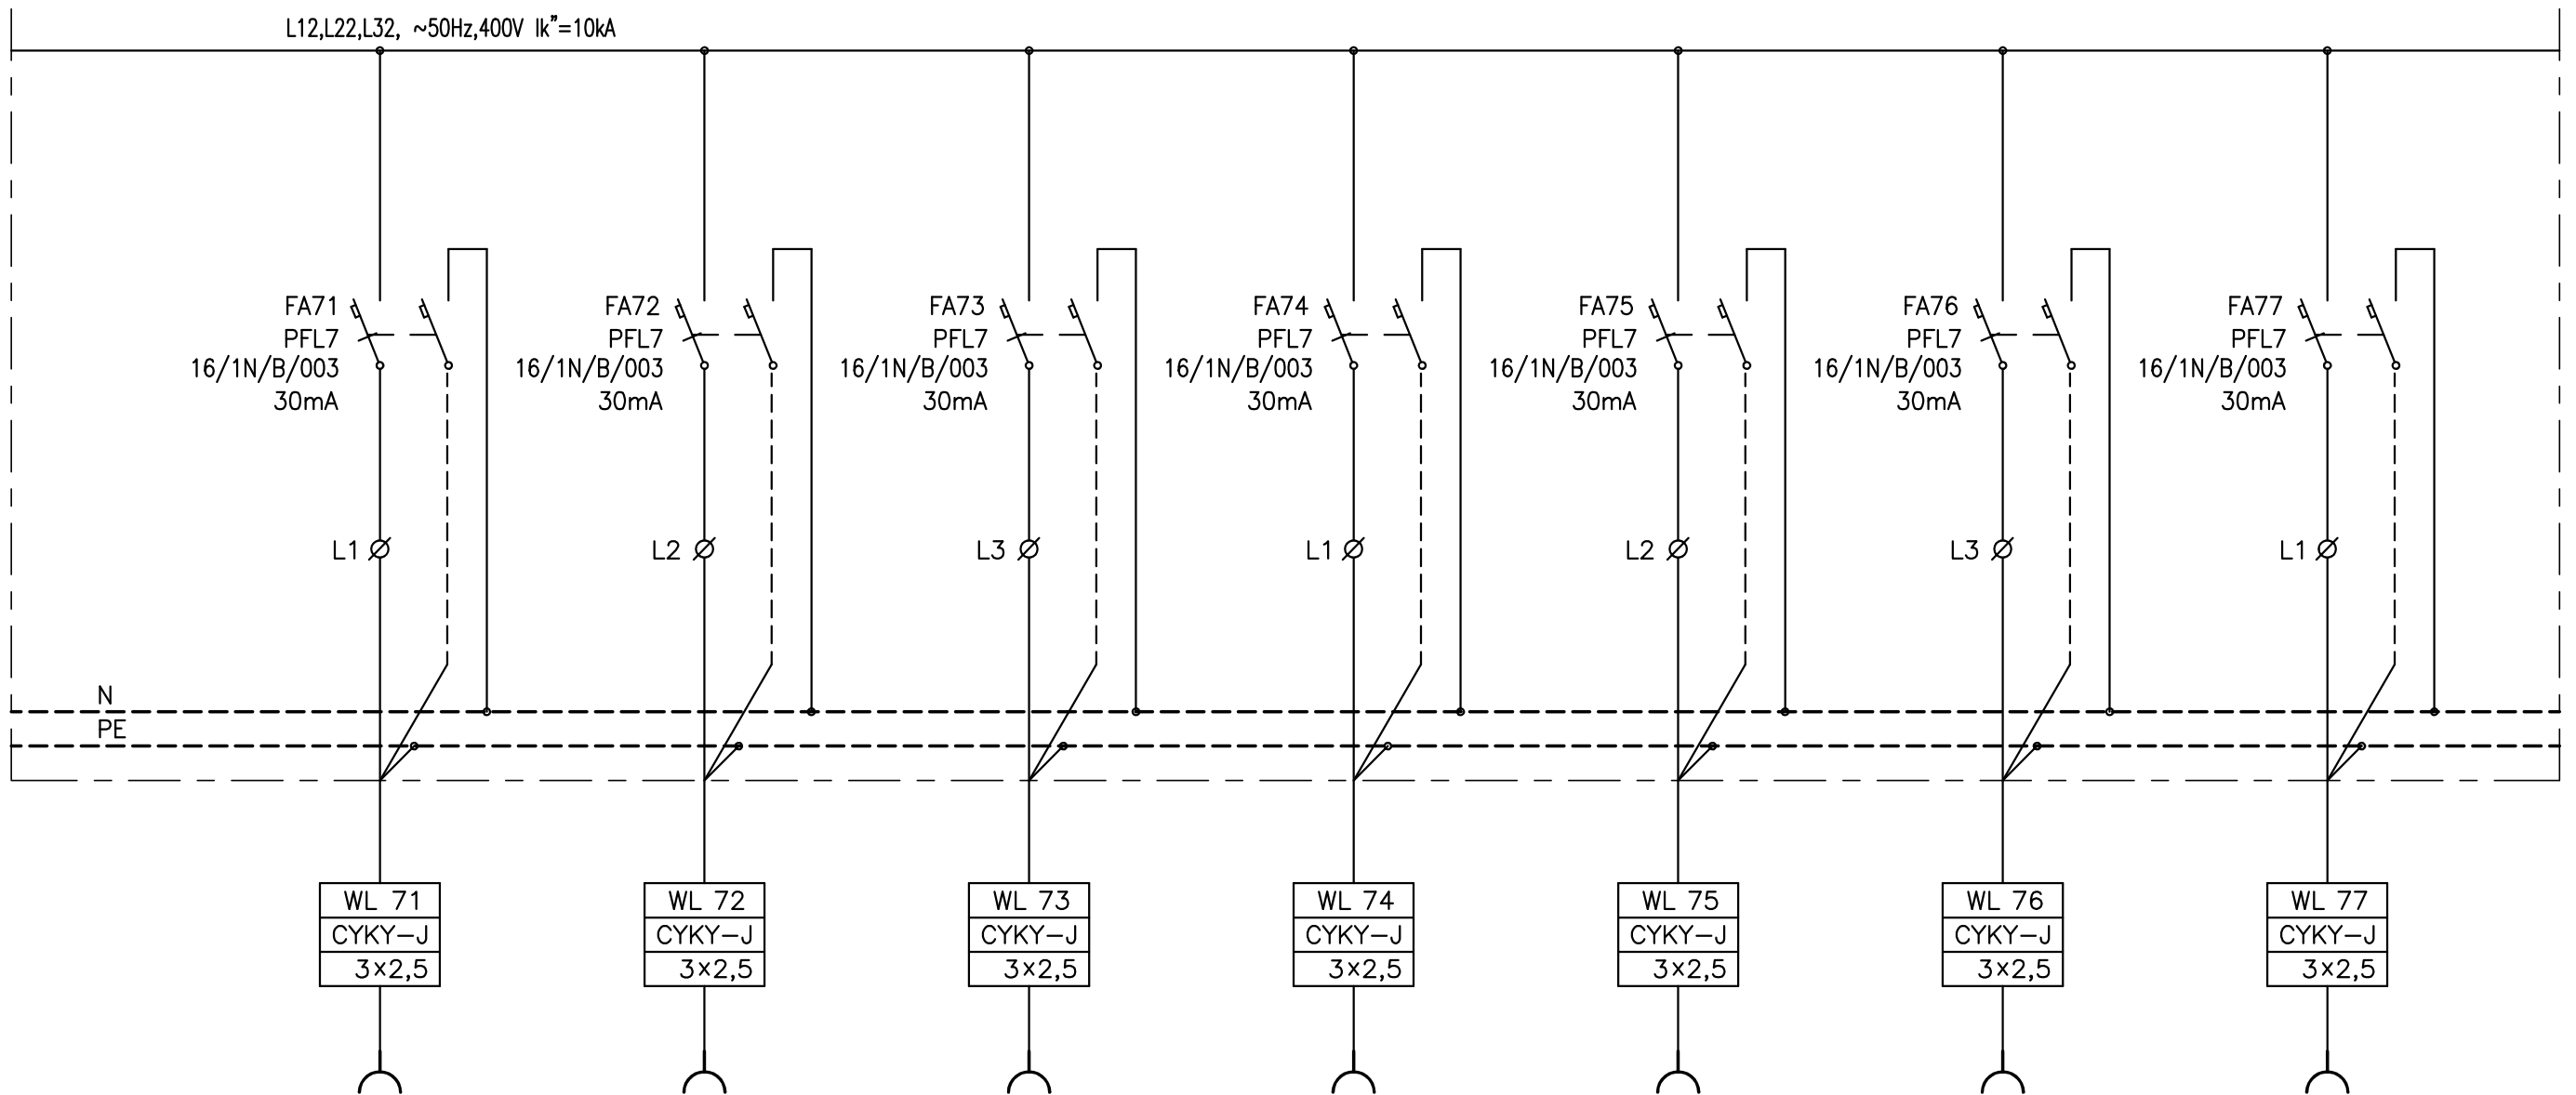 L12,L22,L32, ~50Hz,400V Ik"=10kA
FA71
PFL7
16/1N/B/003
30mA
FA72
PFL7
16/1N/B/003
30mA
FA73
PFL7
16/1N/B/003
30mA
FA74
PFL7
16/1N/B/003
30mA
FA75
PFL7
16/1N/B/003
30mA
FA76
PFL7
16/1N/B/003
30mA
FA77
PFL7
16/1N/B/003
30mA
L1
L2
L3
L1
L2
L3
L1
N
PE
WL 71
CYKY-J
3×2,5
WL 72
CYKY-J
3×2,5
WL 73
CYKY-J
3×2,5
WL 74
CYKY-J
3×2,5
WL 75
CYKY-J
3×2,5
WL 76
CYKY-J
3×2,5
WL 77
CYKY-J
3×2,5